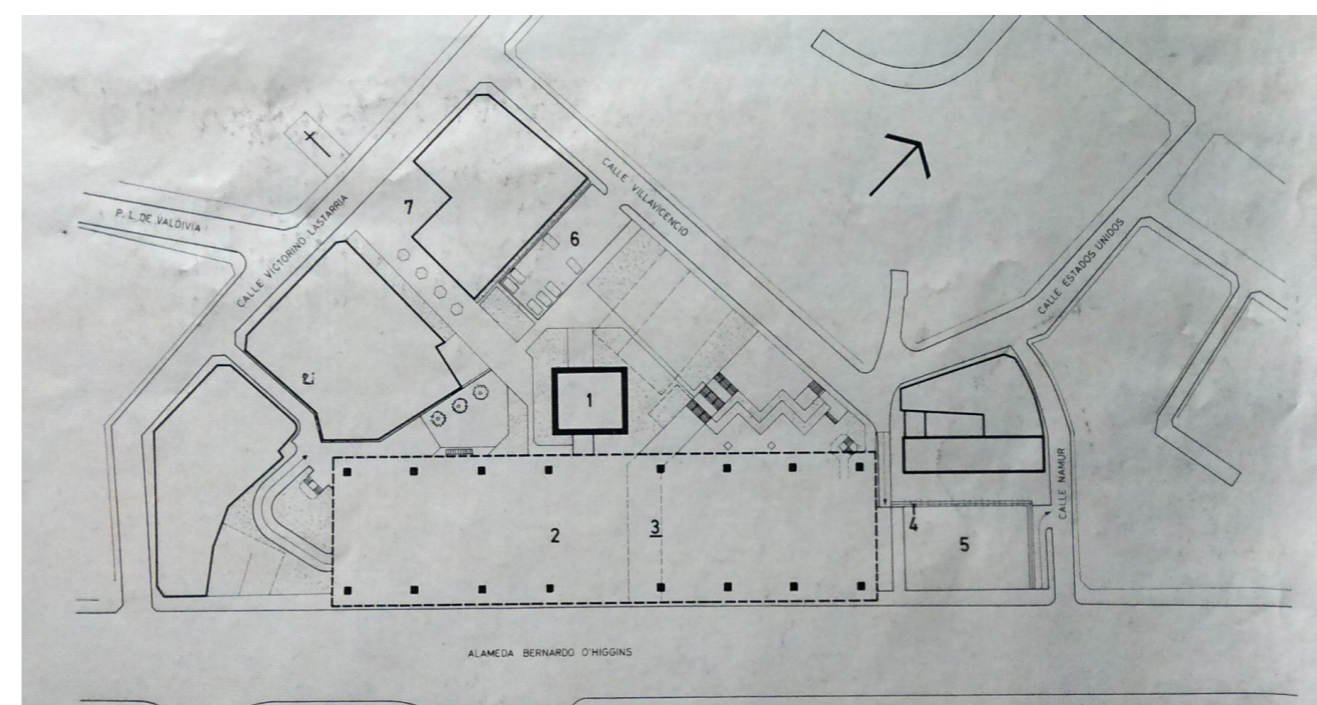 CALLE VILLAVICENCIO
P. L. DE VALDIVIA
CALLE VICTORINO LASTARRIA
7
6
CALLE ESTADOS UNIDOS
1
2
3
4
5
CALLE NAMUR
ALAMEDA BERNARDO O'HIGGINS